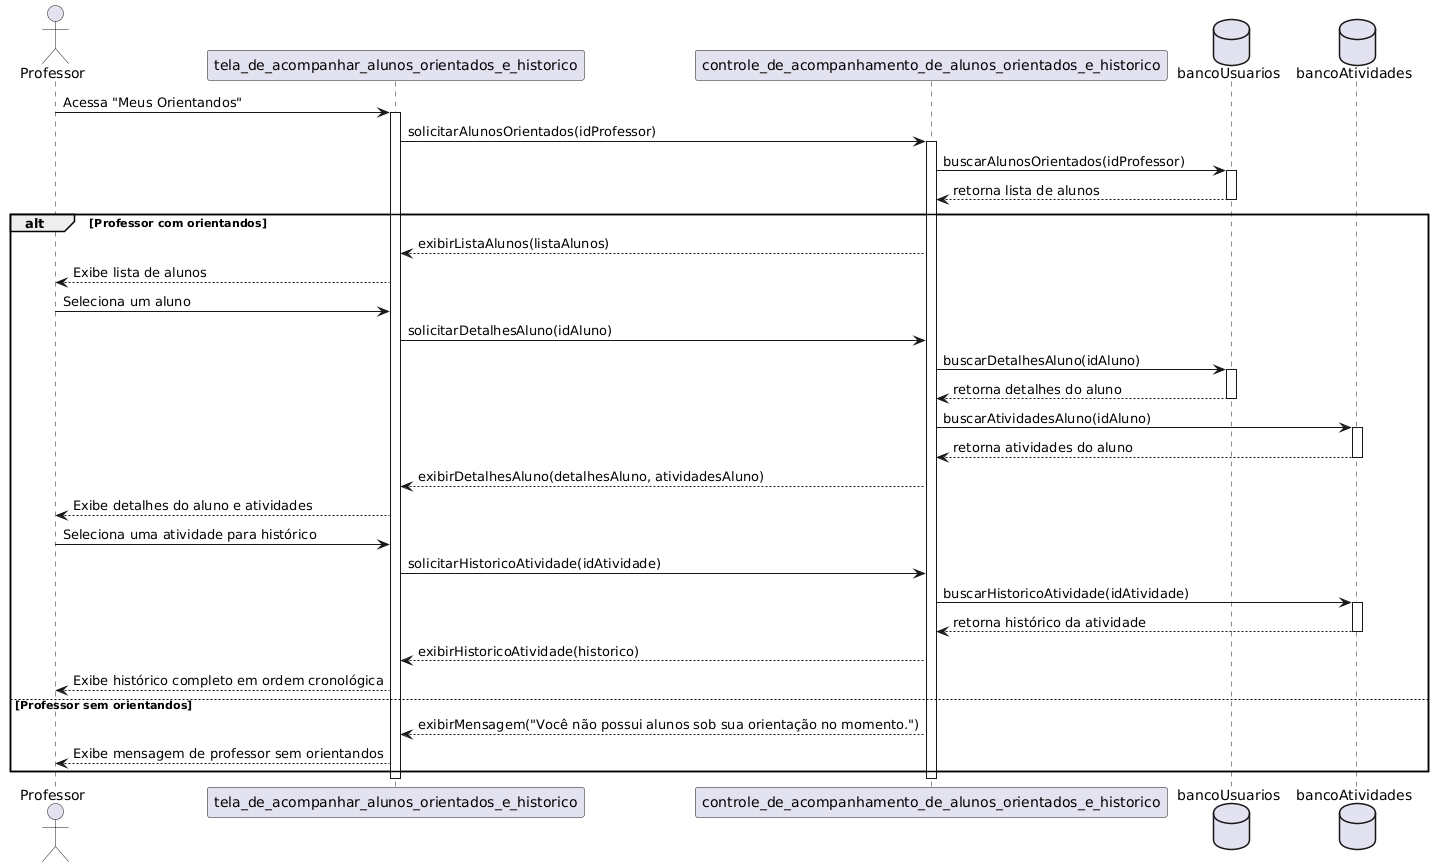 Professor
tela_de_acompanhar_alunos_orientados_e_historico
controle_de_acompanhamento_de_alunos_orientados_e_historico
bancoUsuarios
bancoAtividades
Acessa "Meus Orientandos"
solicitarAlunosOrientados(idProfessor)
buscarAlunosOrientados(idProfessor)
retorna lista de alunos
alt
[Professor com orientandos]
exibirListaAlunos(listaAlunos)
Exibe lista de alunos
Seleciona um aluno
solicitarDetalhesAluno(idAluno)
buscarDetalhesAluno(idAluno)
retorna detalhes do aluno
buscarAtividadesAluno(idAluno)
retorna atividades do aluno
exibirDetalhesAluno(detalhesAluno, atividadesAluno)
Exibe detalhes do aluno e atividades
Seleciona uma atividade para histórico
solicitarHistoricoAtividade(idAtividade)
buscarHistoricoAtividade(idAtividade)
retorna histórico da atividade
exibirHistoricoAtividade(historico)
Exibe histórico completo em ordem cronológica
[Professor sem orientandos]
exibirMensagem("Você não possui alunos sob sua orientação no momento.")
Exibe mensagem de professor sem orientandos
Professor
tela_de_acompanhar_alunos_orientados_e_historico
controle_de_acompanhamento_de_alunos_orientados_e_historico
bancoUsuarios
bancoAtividades